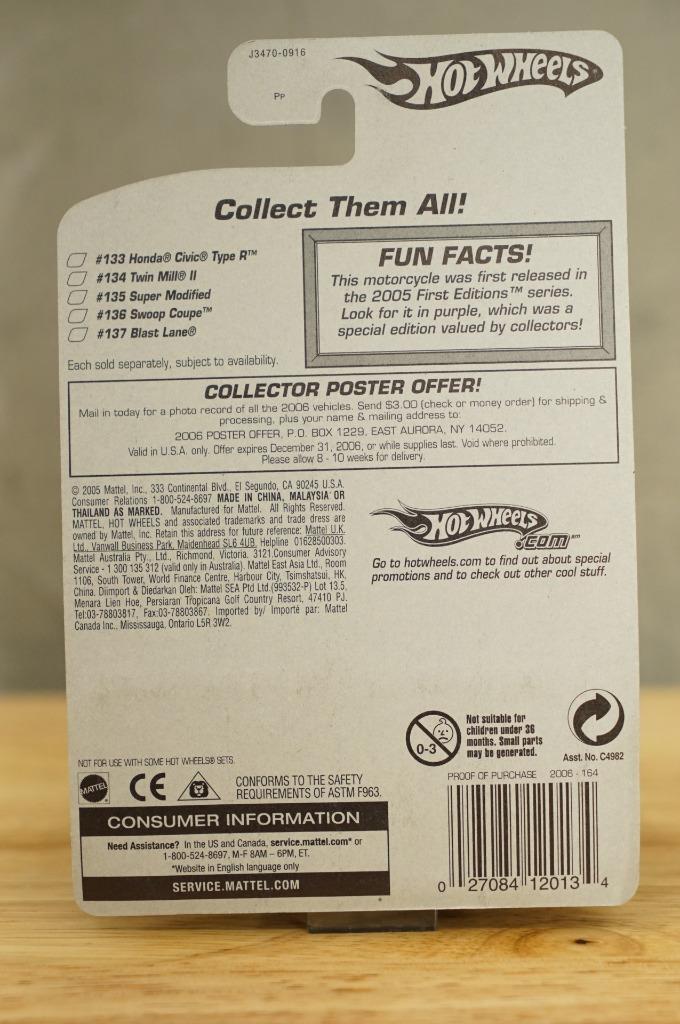 J3470-0916
PP
HOT WHEELS
Collect Them All!
#133 Honda® Civic® Type R™
#134 Twin Mill® II
#135 Super Modified
#136 Swoop Coupe™
#137 Blast Lane®
Each sold separately, subject to availability.
FUN FACTS!
This motorcycle was first released in
the 2005 First Editions™ series.
Look for it in purple, which was a
special edition valued by collectors!
COLLECTOR POSTER OFFER!
Mail in today for a photo record of all the 2006 vehicles. Send $3.00 (check or money order) for shipping &
processing, plus your name & mailing address to:
2006 POSTER OFFER, P.O. BOX 1229, EAST AURORA, NY 14052.
Valid in U.S.A. only. Offer expires December 31, 2006, or while supplies last. Void where prohibited.
Please allow 8 - 10 weeks for delivery.
© 2005 Mattel, Inc., 333 Continental Blvd., El Segundo, CA 90245 U.S.A.
Consumer Relations 1-800-524-8697 MADE IN CHINA, MALAYSIA OR
THAILAND AS MARKED. Manufactured for Mattel. All Rights Reserved.
MATTEL, HOT WHEELS and associated trademarks and trade dress are
owned by Mattel, Inc. Retain this address for future reference: Mattel U.K.
Ltd., Vanwall Business Park, Maidenhead SL6 4UB. Helpline 01628500303.
Mattel Australia Pty., Ltd., Richmond, Victoria. 3121.Consumer Advisory
Service - 1 300 135 312 (valid only in Australia). Mattel East Asia Ltd., Room
1106, South Tower, World Finance Centre, Harbour City, Tsimshatsui, HK,
China. Diimport & Diedarkan Oleh: Mattel SEA Ptd Ltd.(993532-P) Lot 13.5,
Menara Lien Hoe, Persiaran Tropicana Golf Country Resort, 47410 PJ.
Tel:03-78803817, Fax:03-78803867. Imported by/ Importé par: Mattel
Canada Inc., Mississauga, Ontario L5R 3W2.
HOT WHEELS
.COM℠
Go to hotwheels.com to find out about special
promotions and to check out other cool stuff.
0-3
Not suitable for
children under 36
months. Small parts
may be generated.
Asst. No. C4982
NOT FOR USE WITH SOME HOT WHEELS® SETS.
MATTEL
CE
CONFORMS TO THE SAFETY
REQUIREMENTS OF ASTM F963.
CONSUMER INFORMATION
Need Assistance? In the US and Canada, service.mattel.com* or
1-800-524-8697, M-F 8AM – 6PM, ET.
*Website in English language only
SERVICE.MATTEL.COM
PROOF OF PURCHASE 2006 - 164
0 27084 12013 4